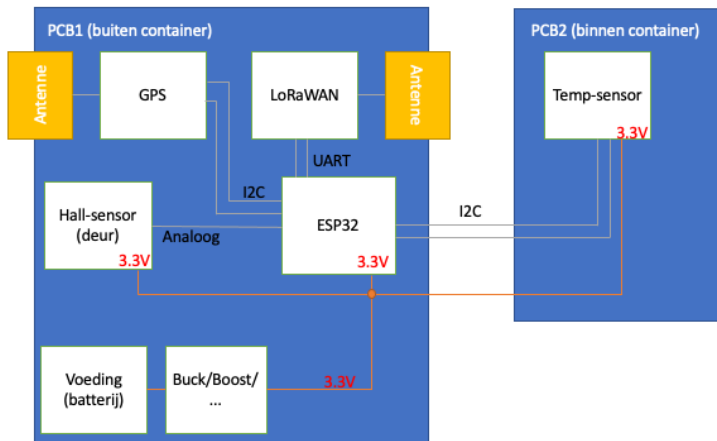 PCB1 (buiten container)
PCB2 (binnen container)
Antenne
GPS
LoRaWAN
Antenne
Temp-sensor
3.3V
UART
I2C
Hall-sensor
(deur)
3.3V
Analoog
ESP32
3.3V
I2C
Voeding
(batterij)
Buck/Boost/
...
3.3V